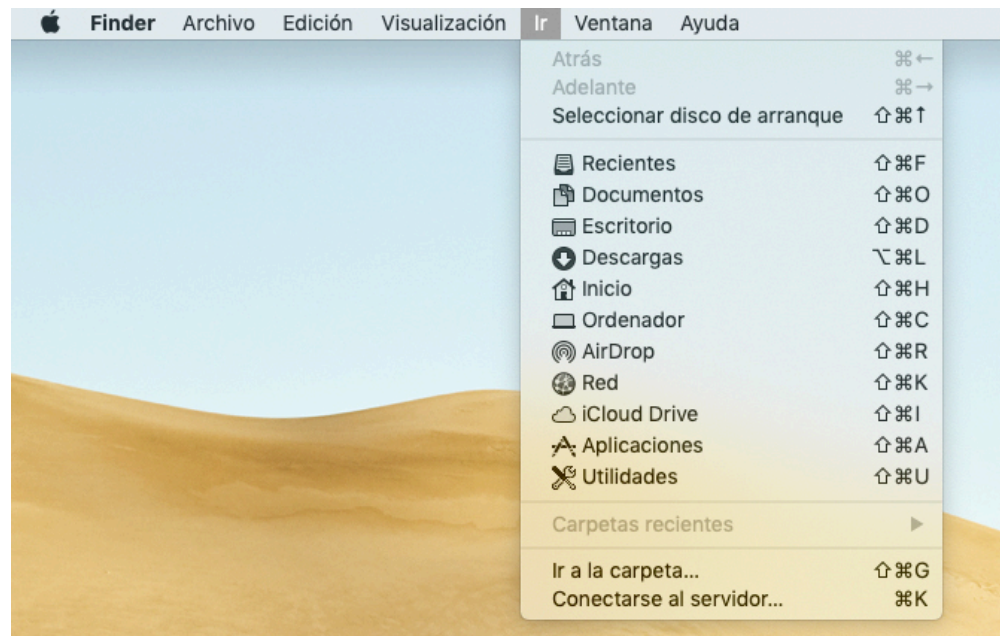 Finder Archivo Edición Visualización Ir Ventana Ayuda
Atrás ⌘←
Adelante ⌘→
Seleccionar disco de arranque ⇧⌘↑
Recientes ⇧⌘F
Documentos ⇧⌘O
Escritorio ⇧⌘D
Descargas ⌥⌘L
Inicio ⇧⌘H
Ordenador ⇧⌘C
AirDrop ⇧⌘R
Red ⇧⌘K
iCloud Drive ⇧⌘I
Aplicaciones ⇧⌘A
Utilidades ⇧⌘U
Carpetas recientes ▶
Ir a la carpeta... ⇧⌘G
Conectarse al servidor... ⌘K